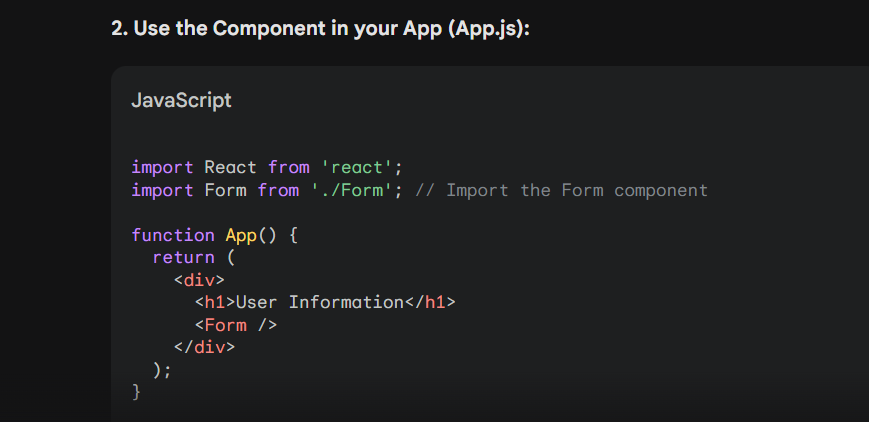 2. Use the Component in your App (App.js):
JavaScript
import React from 'react';
import Form from './Form'; // Import the Form component
function App() {
  return (
    <div>
      <h1>User Information</h1>
      <Form />
    </div>
  );
}